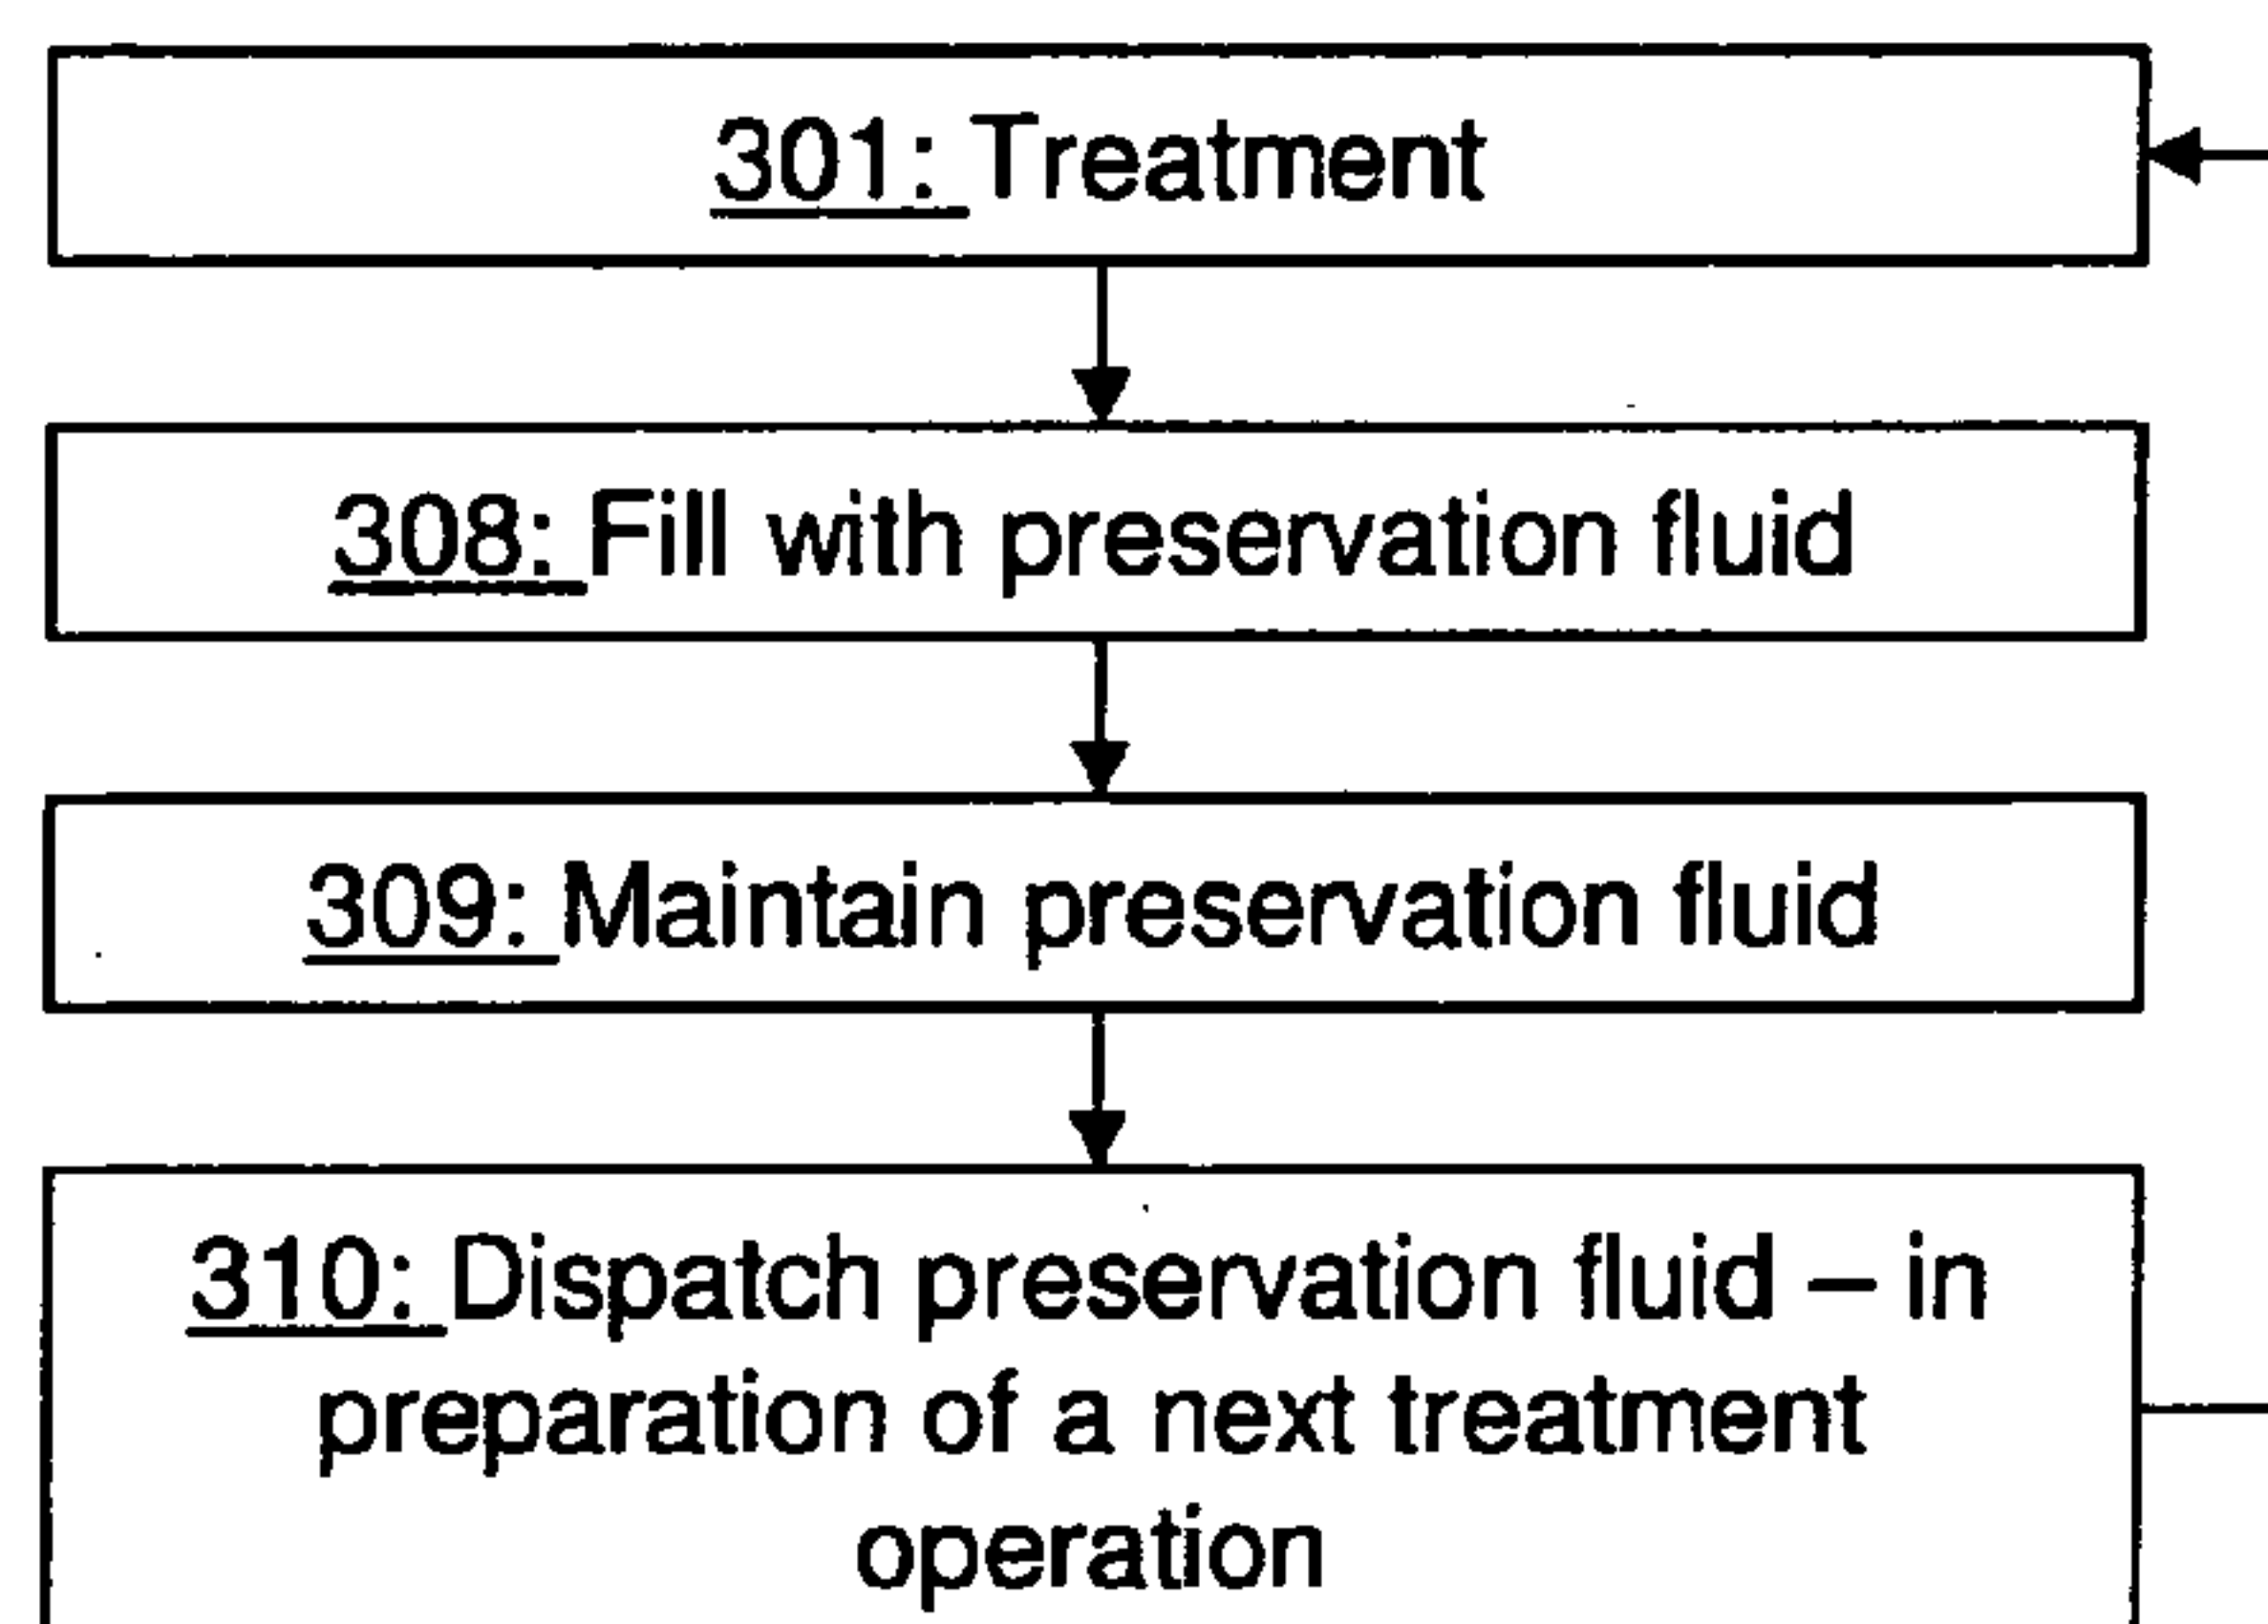 301: Treatment
308: Fill with preservation fluid
309: Maintain preservation fluid
310: Dispatch preservation fluid – in
preparation of a next treatment
operation